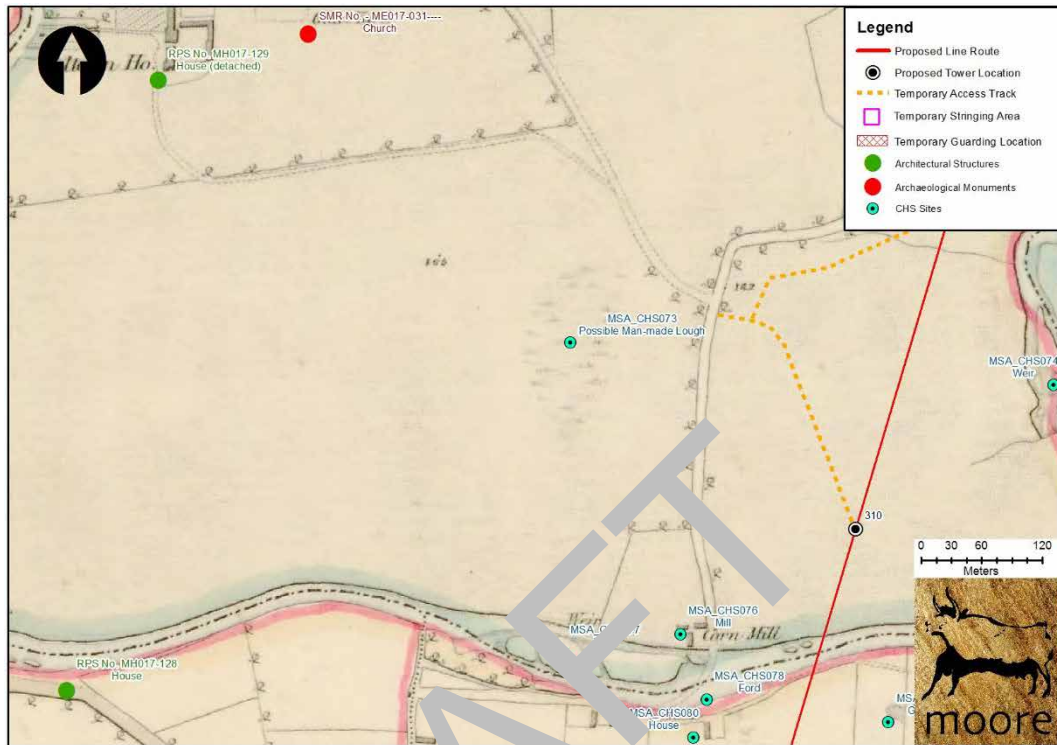 SMR No. - ME017-031----
Church
RPS No. MH017-129
House (detached)
Ho.
Legend
Proposed Line Route
Proposed Tower Location
Temporary Access Track
Temporary Stringing Area
Temporary Guarding Location
Architectural Structures
Archaeological Monuments
CHS Sites
142
MSA_CHS073
Possible Man-made Lough
MSA_CHS074
Weir
310
0 30 60 120
Meters
MSA_CHS076
Mill
Weir
Corn Mill
RPS No. MH017-128
House
MSA_CHS078
Ford
MSA_CHS080
House
moore